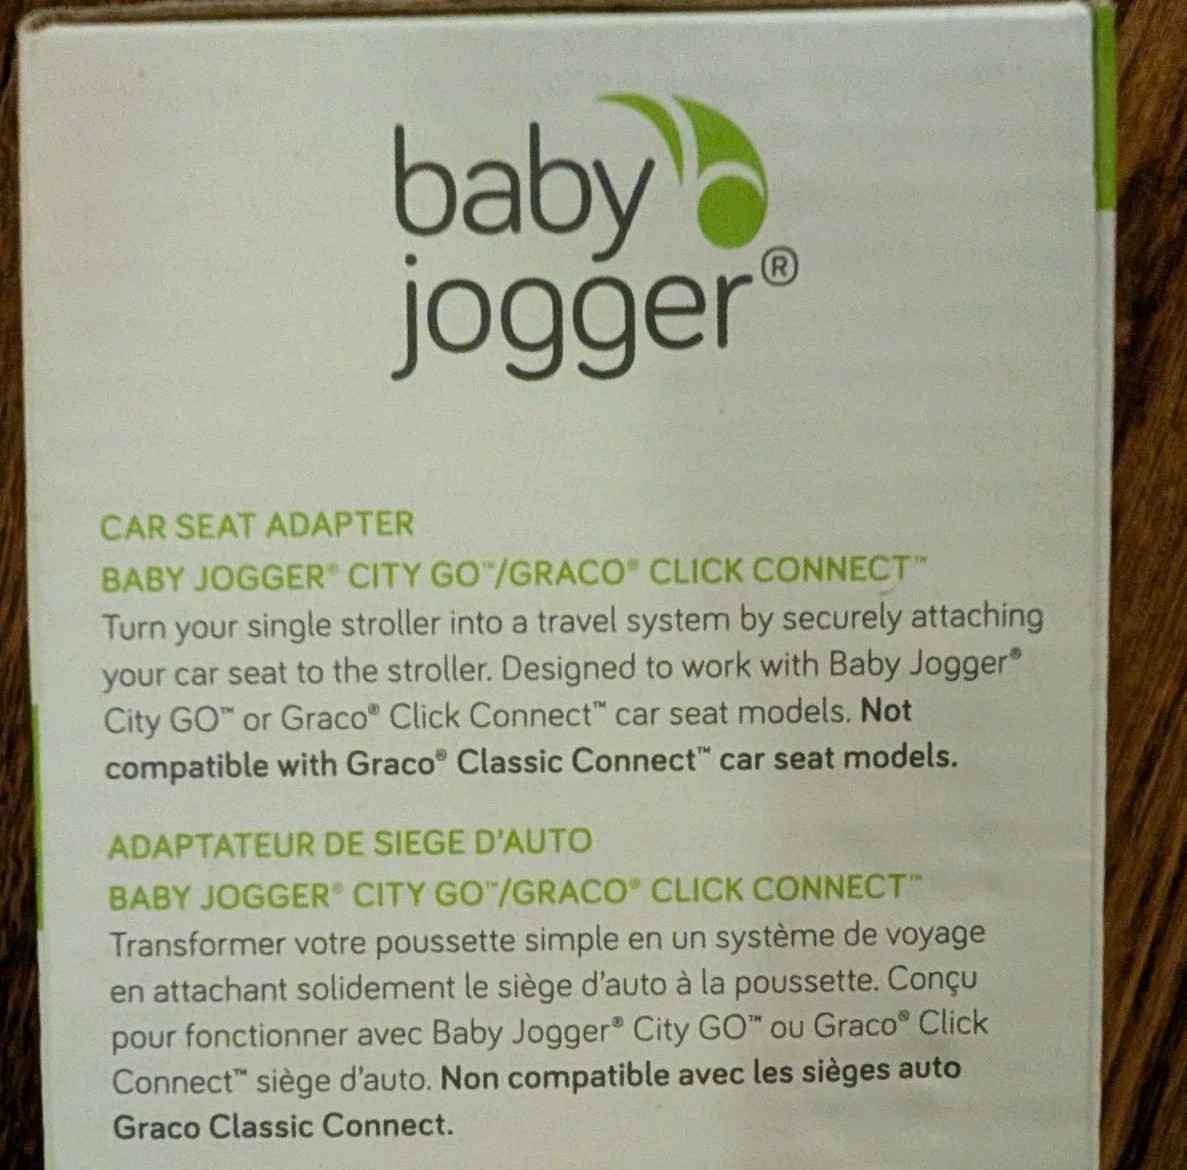 baby
jogger®
CAR SEAT ADAPTER
BABY JOGGER® CITY GO™/GRACO® CLICK CONNECT™
Turn your single stroller into a travel system by securely attaching
your car seat to the stroller. Designed to work with Baby Jogger®
City GO™ or Graco® Click Connect™ car seat models. Not
compatible with Graco® Classic Connect™ car seat models.
ADAPTATEUR DE SIEGE D'AUTO
BABY JOGGER® CITY GO™/GRACO® CLICK CONNECT™
Transformer votre poussette simple en un système de voyage
en attachant solidement le siège d'auto à la poussette. Conçu
pour fonctionner avec Baby Jogger® City GO™ ou Graco® Click
Connect™ siège d'auto. Non compatible avec les sièges auto
Graco Classic Connect.